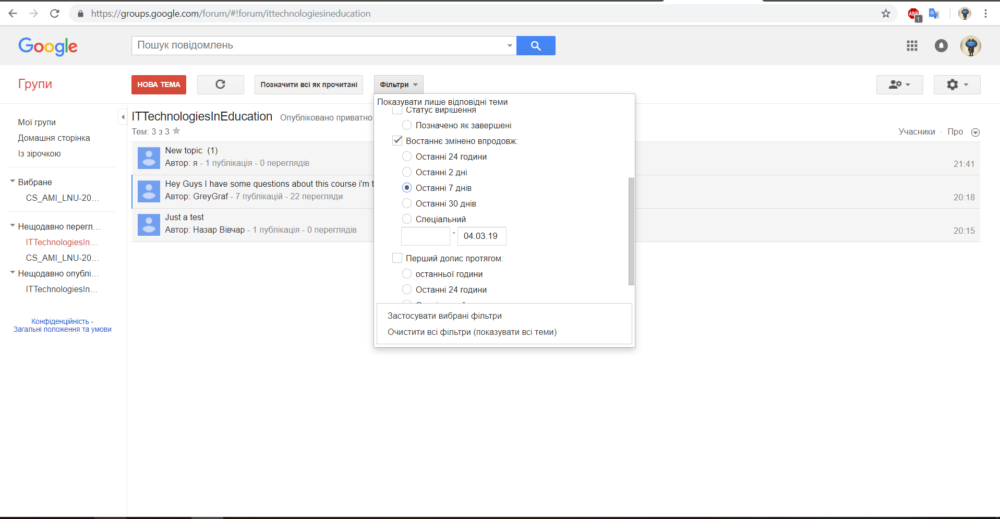 https://groups.google.com/forum/#!forum/ittechnologiesineducation
ABP
1
Google
Пошук повідомлень
Групи
НОВА ТЕМА
Позначити всі як прочитані
Фільтри
Мої групи
Домашня сторінка
Із зірочкою
Вибране
CS_AMI_LNU-20...
Нещодавно перегл...
ITTechnologiesIn...
CS_AMI_LNU-20...
Нещодавно опублі...
ITTechnologiesIn...
Конфіденційність -
Загальні положення та умови
ITTechnologiesInEducation Опубліковано приватно
Тем: 3 з 3
Учасники · Про
New topic (1)
Автор: я - 1 публікація - 0 переглядів
21:41
Hey Guys I have some questions about this course i'm t
Автор: GreyGraf - 7 публікацій - 22 перегляди
20:18
Just a test
Автор: Назар Вівчар - 1 публікація - 0 переглядів
20:15
Показувати лише відповідні теми
Статус вирішення
Позначено як завершені
Востаннє змінено впродовж:
Останні 24 години
Останні 2 дні
Останні 7 днів
Останні 30 днів
Спеціальний
- 04.03.19
Перший допис протягом:
останньої години
Останні 24 години
Застосувати вибрані фільтри
Очистити всі фільтри (показувати всі теми)